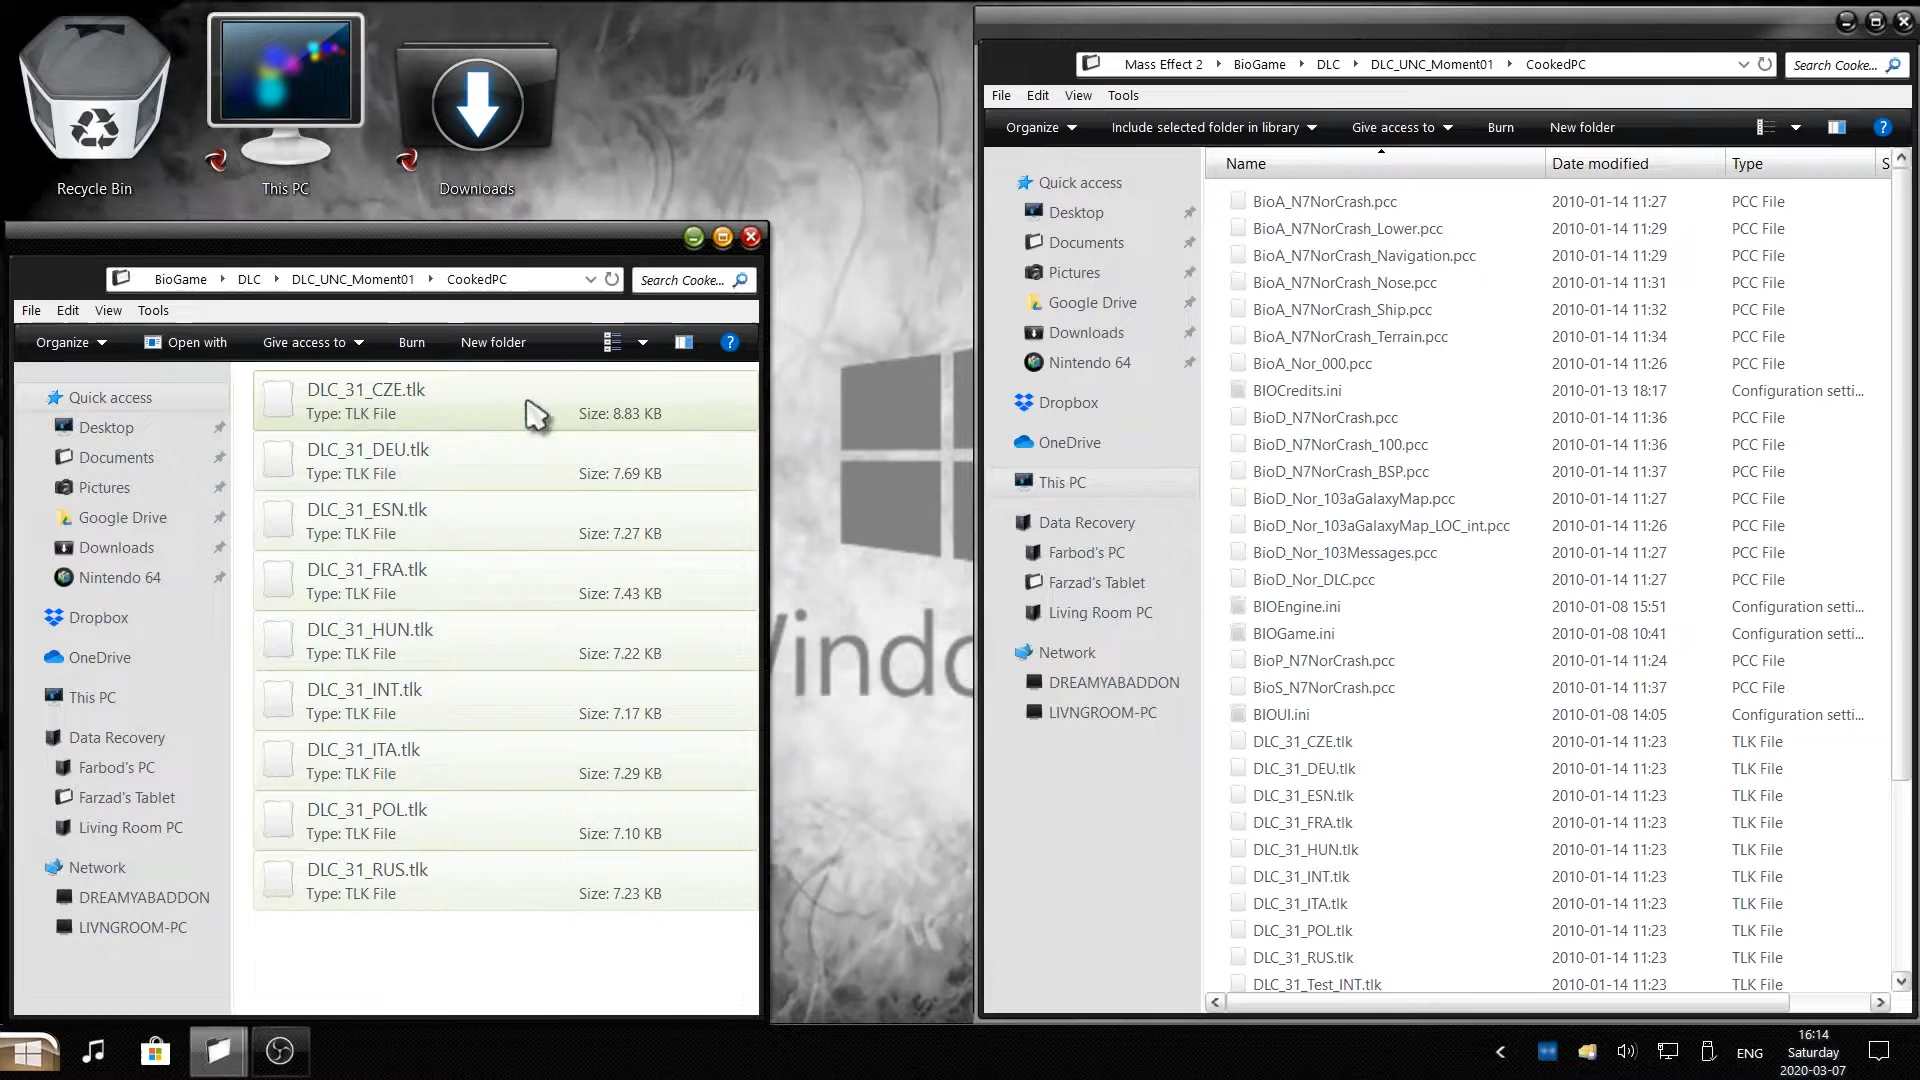 Recycle Bin
This PC
Downloads
BioGame
DLC
DLC_UNC_Moment01
CookedPC
Search Cooke...
File
Edit
View
Tools
Organize
Open with
Give access to
Burn
New folder
Quick access
Desktop
Documents
Pictures
Google Drive
Downloads
Nintendo 64
Dropbox
OneDrive
This PC
Data Recovery
Farbod's PC
Farzad's Tablet
Living Room PC
Network
DREAMYABADDON
LIVNGROOM-PC
DLC_31_CZE.tlk
Type: TLK File Size: 8.83 KB
DLC_31_DEU.tlk
Type: TLK File Size: 7.69 KB
DLC_31_ESN.tlk
Type: TLK File Size: 7.27 KB
DLC_31_FRA.tlk
Type: TLK File Size: 7.43 KB
DLC_31_HUN.tlk
Type: TLK File Size: 7.22 KB
DLC_31_INT.tlk
Type: TLK File Size: 7.17 KB
DLC_31_ITA.tlk
Type: TLK File Size: 7.29 KB
DLC_31_POL.tlk
Type: TLK File Size: 7.10 KB
DLC_31_RUS.tlk
Type: TLK File Size: 7.23 KB
Windo
Mass Effect 2
BioGame
DLC
DLC_UNC_Moment01
CookedPC
Search Cooke...
File
Edit
View
Tools
Organize
Include selected folder in library
Give access to
Burn
New folder
Quick access
Desktop
Documents
Pictures
Google Drive
Downloads
Nintendo 64
Dropbox
OneDrive
This PC
Data Recovery
Farbod's PC
Farzad's Tablet
Living Room PC
Network
DREAMYABADDON
LIVNGROOM-PC
Name Date modified Type S
BioA_N7NorCrash.pcc 2010-01-14 11:27 PCC File
BioA_N7NorCrash_Lower.pcc 2010-01-14 11:29 PCC File
BioA_N7NorCrash_Navigation.pcc 2010-01-14 11:29 PCC File
BioA_N7NorCrash_Nose.pcc 2010-01-14 11:31 PCC File
BioA_N7NorCrash_Ship.pcc 2010-01-14 11:32 PCC File
BioA_N7NorCrash_Terrain.pcc 2010-01-14 11:34 PCC File
BioA_Nor_000.pcc 2010-01-14 11:26 PCC File
BIOCredits.ini 2010-01-13 18:17 Configuration setti...
BioD_N7NorCrash.pcc 2010-01-14 11:36 PCC File
BioD_N7NorCrash_100.pcc 2010-01-14 11:36 PCC File
BioD_N7NorCrash_BSP.pcc 2010-01-14 11:37 PCC File
BioD_Nor_103aGalaxyMap.pcc 2010-01-14 11:27 PCC File
BioD_Nor_103aGalaxyMap_LOC_int.pcc 2010-01-14 11:26 PCC File
BioD_Nor_103Messages.pcc 2010-01-14 11:27 PCC File
BioD_Nor_DLC.pcc 2010-01-14 11:27 PCC File
BIOEngine.ini 2010-01-08 15:51 Configuration setti...
BIOGame.ini 2010-01-08 10:41 Configuration setti...
BioP_N7NorCrash.pcc 2010-01-14 11:24 PCC File
BioS_N7NorCrash.pcc 2010-01-14 11:37 PCC File
BIOUI.ini 2010-01-08 14:05 Configuration setti...
DLC_31_CZE.tlk 2010-01-14 11:23 TLK File
DLC_31_DEU.tlk 2010-01-14 11:23 TLK File
DLC_31_ESN.tlk 2010-01-14 11:23 TLK File
DLC_31_FRA.tlk 2010-01-14 11:23 TLK File
DLC_31_HUN.tlk 2010-01-14 11:23 TLK File
DLC_31_INT.tlk 2010-01-14 11:23 TLK File
DLC_31_ITA.tlk 2010-01-14 11:23 TLK File
DLC_31_POL.tlk 2010-01-14 11:23 TLK File
DLC_31_RUS.tlk 2010-01-14 11:23 TLK File
DLC_31_Test_INT.tlk 2010-01-14 11:23 TLK File
ENG
16:14
Saturday
2020-03-07